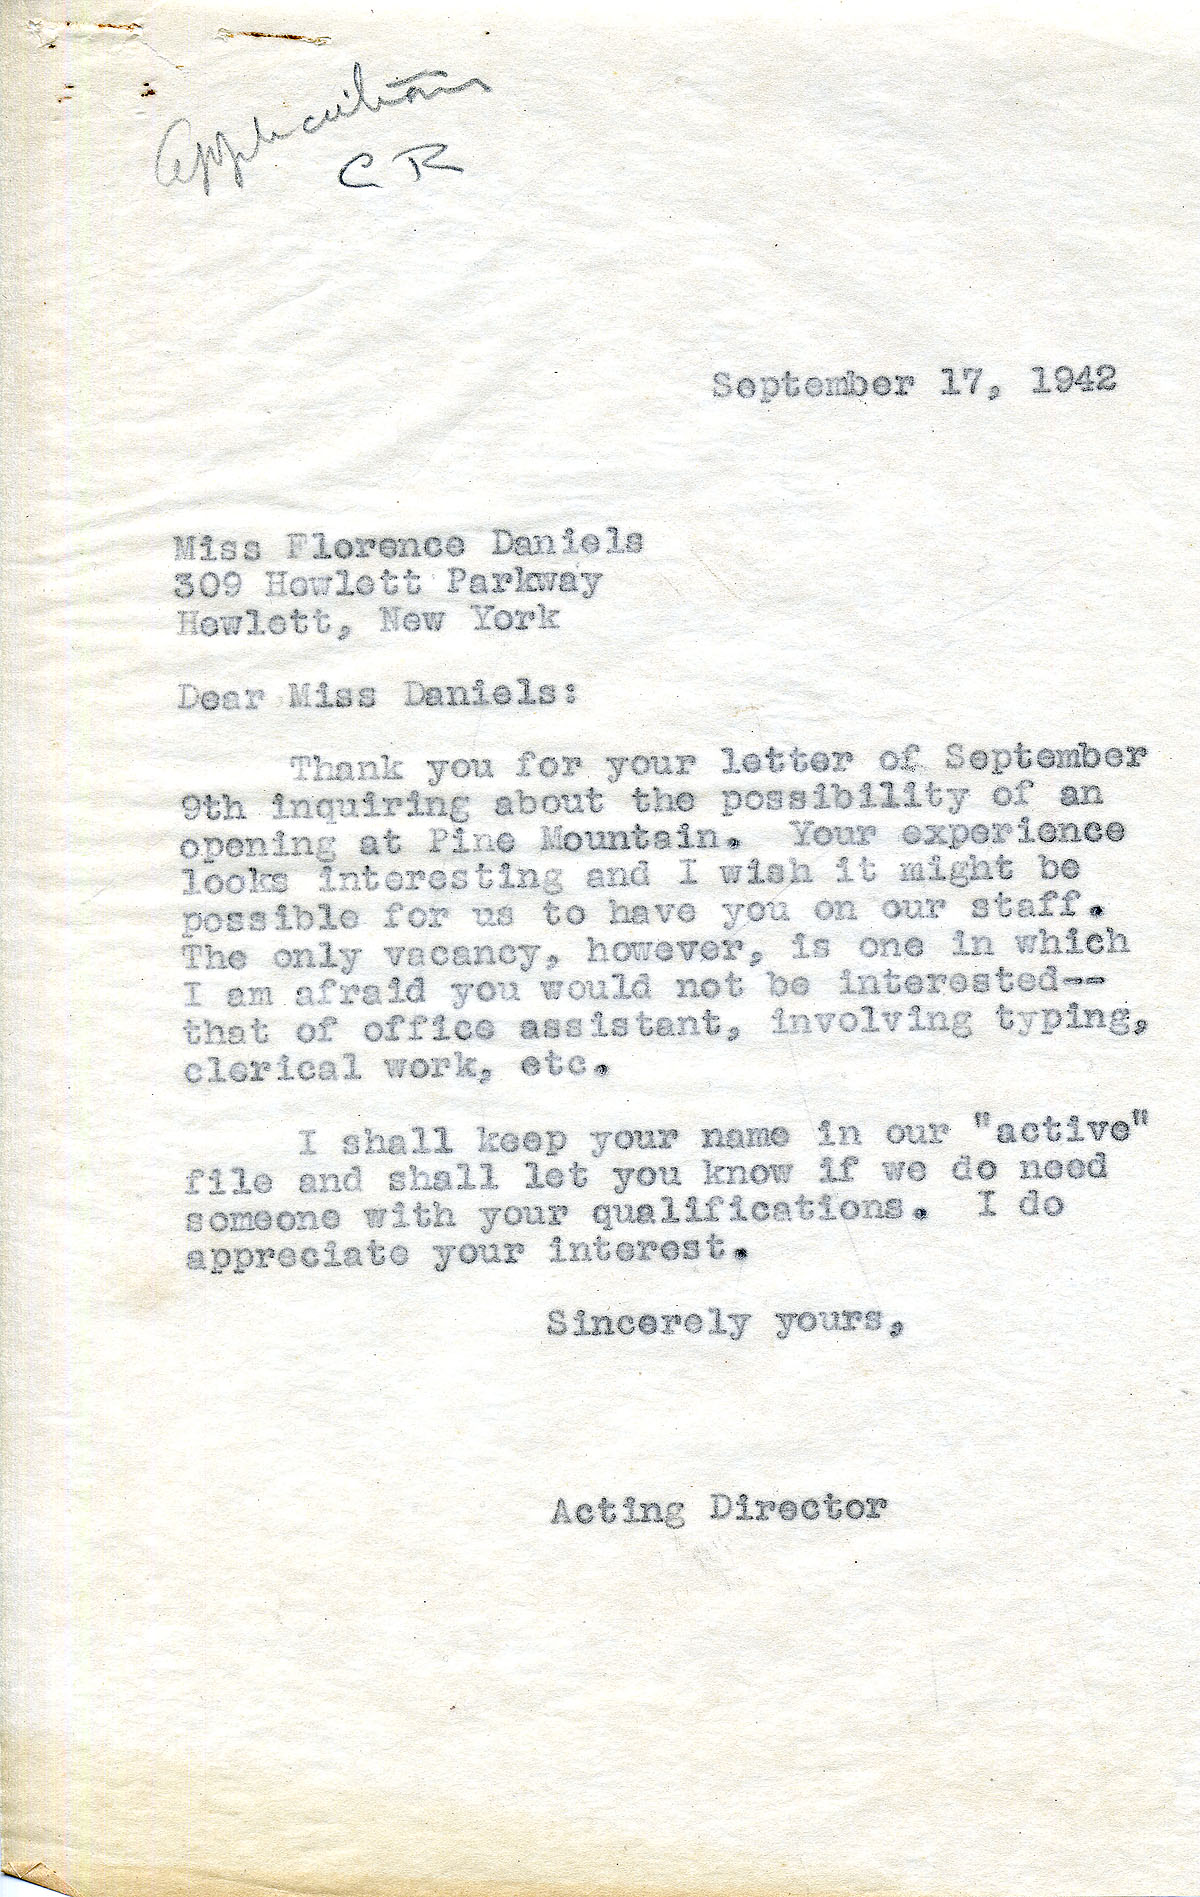 Applications
CR
September 17, 1942
Miss Florence Daniels
309 Hewlett Parkway
Hewlett, New York
Dear Miss Daniels:
Thank you for your letter of September
9th inquiring about the possibility of an
opening at Pine Mountain. Your experience
looks interesting and I wish it might be
possible for us to have you on our staff.
The only vacancy, however, is one in which
I am afraid you would not be interested--
that of office assistant, involving typing,
clerical work, etc.
I shall keep your name in our "active"
file and shall let you know if we do need
someone with your qualifications. I do
appreciate your interest.
Sincerely yours,
Acting Director